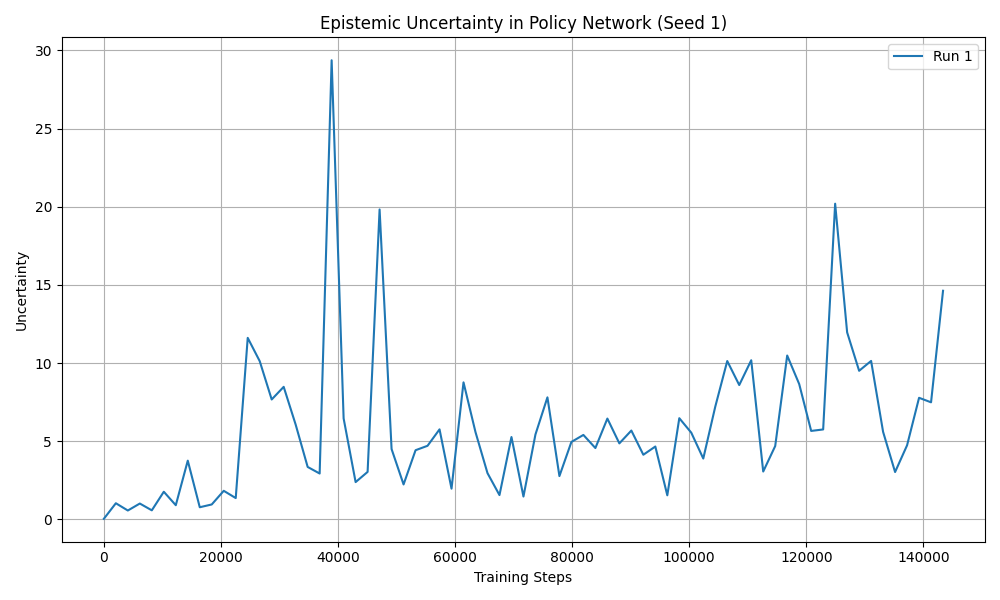 Epistemic Uncertainty in Policy Network (Seed 1)
Run 1
Uncertainty
30
25
20
15
10
5
0
0 20000 40000 60000 80000 100000 120000 140000
Training Steps